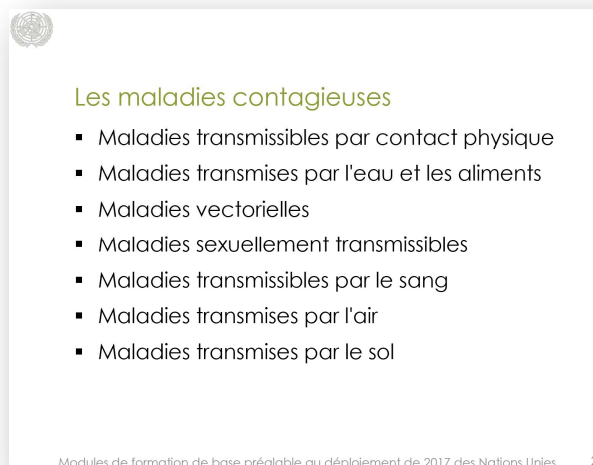 Les maladies contagieuses
▪ Maladies transmissibles par contact physique
▪ Maladies transmises par l'eau et les aliments
▪ Maladies vectorielles
▪ Maladies sexuellement transmissibles
▪ Maladies transmissibles par le sang
▪ Maladies transmises par l'air
▪ Maladies transmises par le sol
Modules de formation de base préalable au déploiement de 2017 des Nations Unies